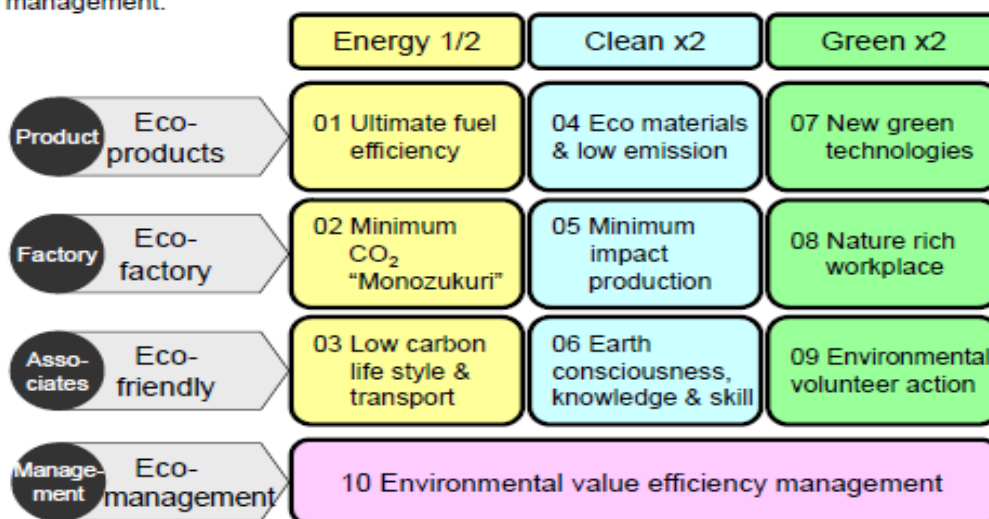 management.
Energy 1/2
Clean x2
Green x2
Product
Eco-
products
01 Ultimate fuel
efficiency
04 Eco materials
& low emission
07 New green
technologies
Factory
Eco-
factory
02 Minimum
CO₂
“Monozukuri”
05 Minimum
impact
production
08 Nature rich
workplace
Asso-
ciates
Eco-
friendly
03 Low carbon
life style &
transport
06 Earth
consciousness,
knowledge & skill
09 Environmental
volunteer action
Manage-
ment
Eco-
management
10 Environmental value efficiency management